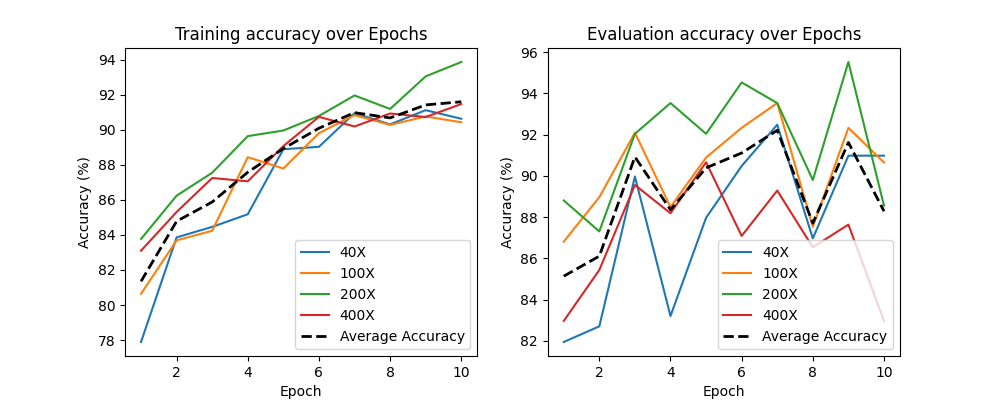 Training accuracy over Epochs
Accuracy (%)
94
92
90
88
86
84
82
80
78
2
4
6
8
10
Epoch
40X
100X
200X
400X
Average Accuracy
Evaluation accuracy over Epochs
Accuracy (%)
96
94
92
90
88
86
84
82
2
4
6
8
10
Epoch
40X
100X
200X
400X
Average Accuracy